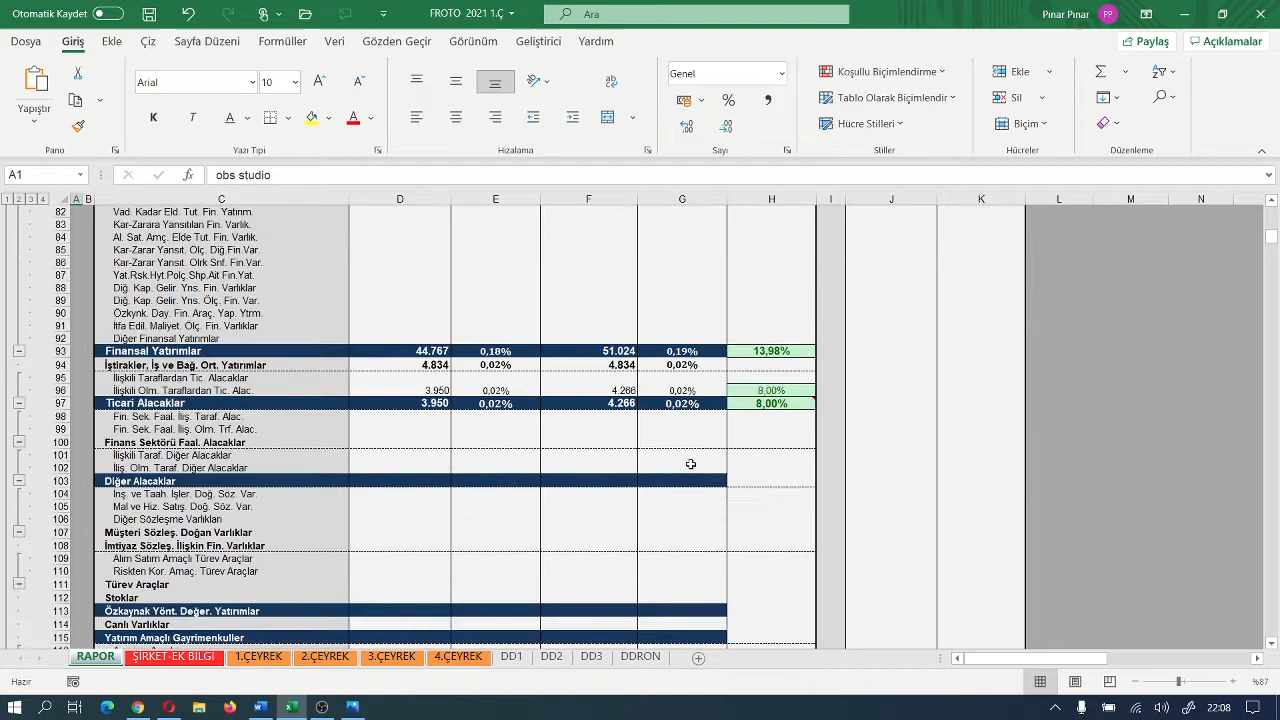 Otomatik Kaydet
FROTO 2021 1.Ç
Ara
Pınar Pınar
PP
Dosya Giriş Ekle Çiz Sayfa Düzeni Formüller Veri Gözden Geçir Görünüm Geliştirici Yardım
Paylaş Açıklamalar
Yapıştır
Arial 10
K T A
Genel
Koşullu Biçimlendirme
Tablo Olarak Biçimlendir
Hücre Stilleri
Ekle
Sil
Biçim
Pano Yazı Tipi Hizalama Sayı Stiller Hücreler Düzenleme
A1 fx obs studio
1 2 3 4 A B C D E F G H I J K L M N
82 Vad. Kadar Eld. Tut. Fin. Yatırım.
83 Kar-Zarara Yansıtılan Fin. Varlık.
84 Al. Sat. Amç. Elde Tut. Fin. Varlık.
85 Kar-Zarar Yansıt. Ölç. Diğ Fin.Var.
86 Kar-Zarar Yansıt. Olrk Snf. Fin.Var.
87 Yat.Rsk.Hyt.Polç.Shp.Ait Fin.Yat.
88 Diğ. Kap. Gelir. Yns. Fin. Varlıklar
89 Diğ. Kap. Gelir. Yns. Ölç. Fin. Var.
90 Özkynk. Day. Fin. Araç. Yap. Ytrm.
91 İtfa Edil. Maliyet. Ölç. Fin. Varlıklar
92 Diğer Finansal Yatırımlar
93 Finansal Yatırımlar 44.767 0,18% 51.024 0,19% 13,98%
94 İştirakler, İş ve Bağ. Ort. Yatırımlar 4.834 0,02% 4.834 0,02%
95 İlişkili Taraflardan Tic. Alacaklar
96 İlişkili Olm. Taraflardan Tic. Alac. 3.950 0,02% 4.266 0,02% 8,00%
97 Ticari Alacaklar 3.950 0,02% 4.266 0,02% 8,00%
98 Fin. Sek. Faal. İliş. Taraf. Alac.
99 Fin. Sek. Faal. İliş. Olm. Trf. Alac.
100 Finans Sektörü Faal. Alacaklar
101 İlişkili Taraf. Diğer Alacaklar
102 İliş. Olm. Taraf. Diğer Alacaklar
103 Diğer Alacaklar
104 İnş. ve Taah. İşler. Doğ. Söz. Var.
105 Mal ve Hiz. Satış. Doğ. Söz. Var.
106 Diğer Sözleşme Varlıkları
107 Müşteri Sözleş. Doğan Varlıklar
108 İmtiyaz Sözleş. İlişkin Fin. Varlıklar
109 Alım Satım Amaçlı Türev Araçlar
110 Riskten Kor. Amaç. Türev Araçlar
111 Türev Araçlar
112 Stoklar
113 Özkaynak Yönt. Değer. Yatırımlar
114 Canlı Varlıklar
115 Yatırım Amaçlı Gayrimenkuller
RAPOR ŞİRKET-EK BİLGİ 1.ÇEYREK 2.ÇEYREK 3.ÇEYREK 4.ÇEYREK DD1 DD2 DD3 DDRON
Hazır
%87
22:08